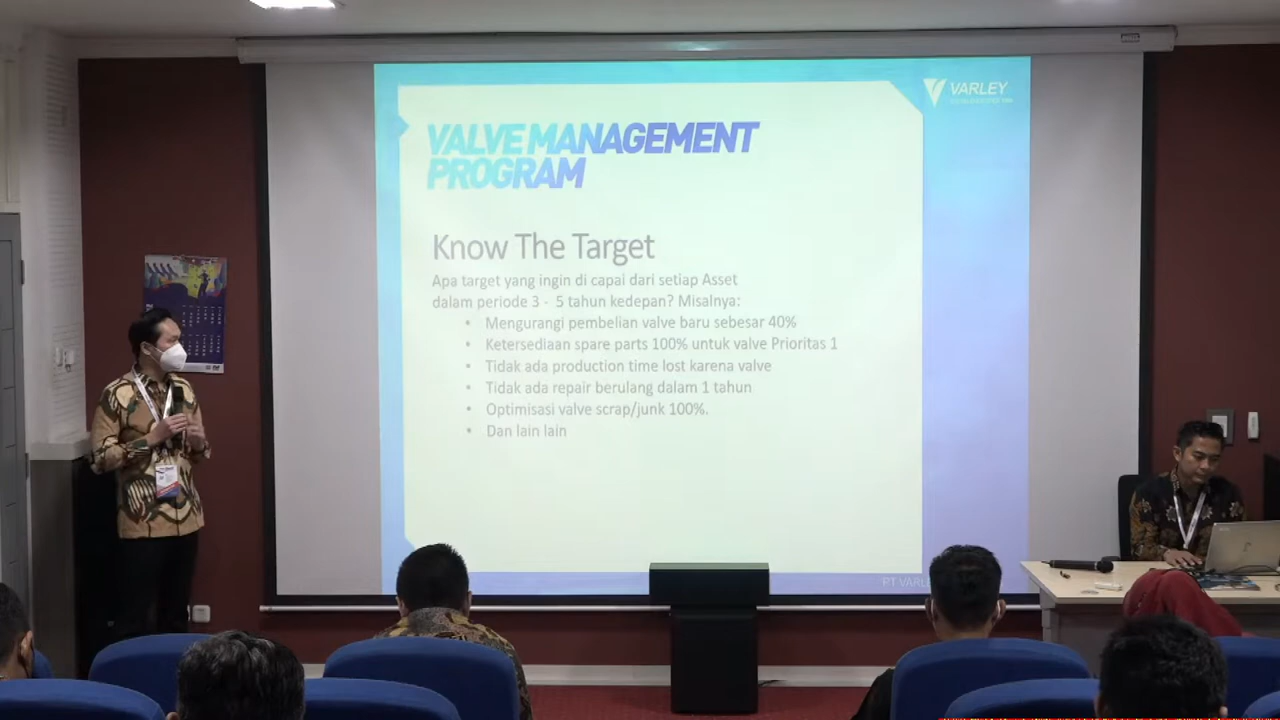 VARLEY
VALVE MANAGEMENT
PROGRAM
Know The Target
Apa target yang ingin di capai dari setiap Asset
dalam periode 3 - 5 tahun kedepan? Misalnya:
• Mengurangi pembelian valve baru sebesar 40%
• Ketersediaan spare parts 100% untuk valve Prioritas 1
• Tidak ada production time lost karena valve
• Tidak ada repair berulang dalam 1 tahun
• Optimisasi valve scrap/junk 100%.
• Dan lain lain
PT